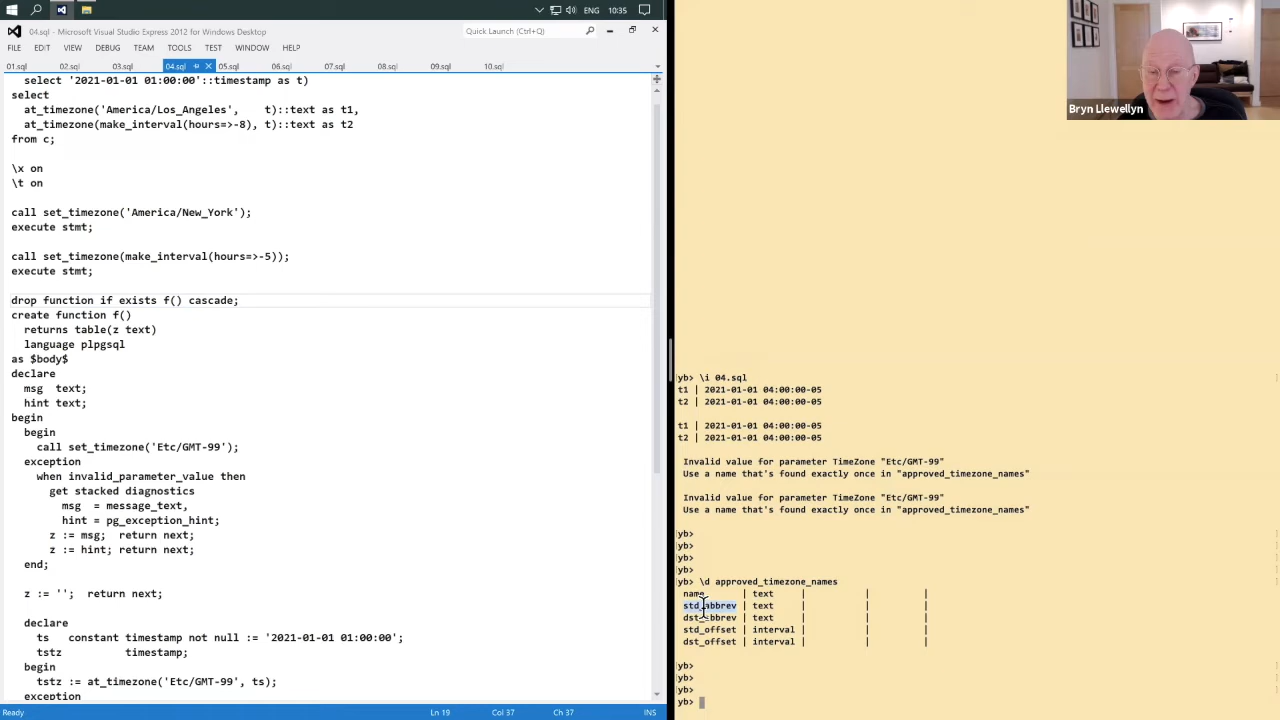 ENG 10:35
04.sql - Microsoft Visual Studio Express 2012 for Windows Desktop
Quick Launch (Ctrl+Q)
FILE EDIT VIEW DEBUG TEAM TOOLS TEST WINDOW HELP
01.sql 02.sql 03.sql 04.sql 05.sql 06.sql 07.sql 08.sql 09.sql 10.sql
select '2021-01-01 01:00:00'::timestamp as t)
select
at_timezone('America/Los_Angeles', t)::text as t1,
at_timezone(make_interval(hours=>-8), t)::text as t2
from c;
\x on
\t on
call set_timezone('America/New_York');
execute stmt;
call set_timezone(make_interval(hours=>-5));
execute stmt;
drop function if exists f() cascade;
create function f()
returns table(z text)
language plpgsql
as $body$
declare
msg text;
hint text;
begin
begin
call set_timezone('Etc/GMT-99');
exception
when invalid_parameter_value then
get stacked diagnostics
msg = message_text,
hint = pg_exception_hint;
z := msg; return next;
z := hint; return next;
end;
z := ''; return next;
declare
ts constant timestamp not null := '2021-01-01 01:00:00';
tstz timestamp;
begin
tstz := at_timezone('Etc/GMT-99', ts);
exception
Ready Ln 19 Col 37 Ch 37 INS
Bryn Llewellyn
yb> \i 04.sql
t1 | 2021-01-01 04:00:00-05
t2 | 2021-01-01 04:00:00-05
t1 | 2021-01-01 04:00:00-05
t2 | 2021-01-01 04:00:00-05
Invalid value for parameter TimeZone "Etc/GMT-99"
Use a name that's found exactly once in "approved_timezone_names"
Invalid value for parameter TimeZone "Etc/GMT-99"
Use a name that's found exactly once in "approved_timezone_names"
yb>
yb>
yb>
yb>
yb> \d approved_timezone_names
name | text | | |
std_abbrev | text | | |
dst_abbrev | text | | |
std_offset | interval | | |
dst_offset | interval | | |
yb>
yb>
yb>
yb>